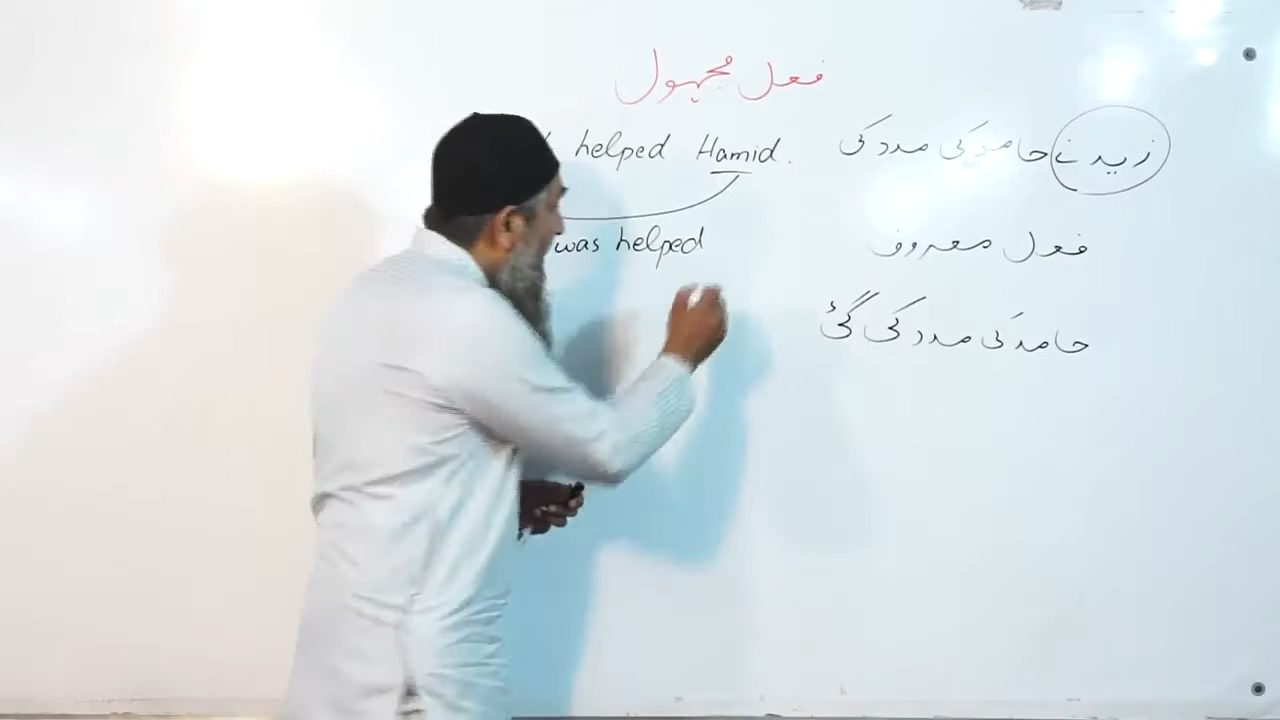 فعل مجہول
helped Hamid.
زید نے حامد کی مدد کی
was helped
فعل معروف
حامد کی مدد کی گئی